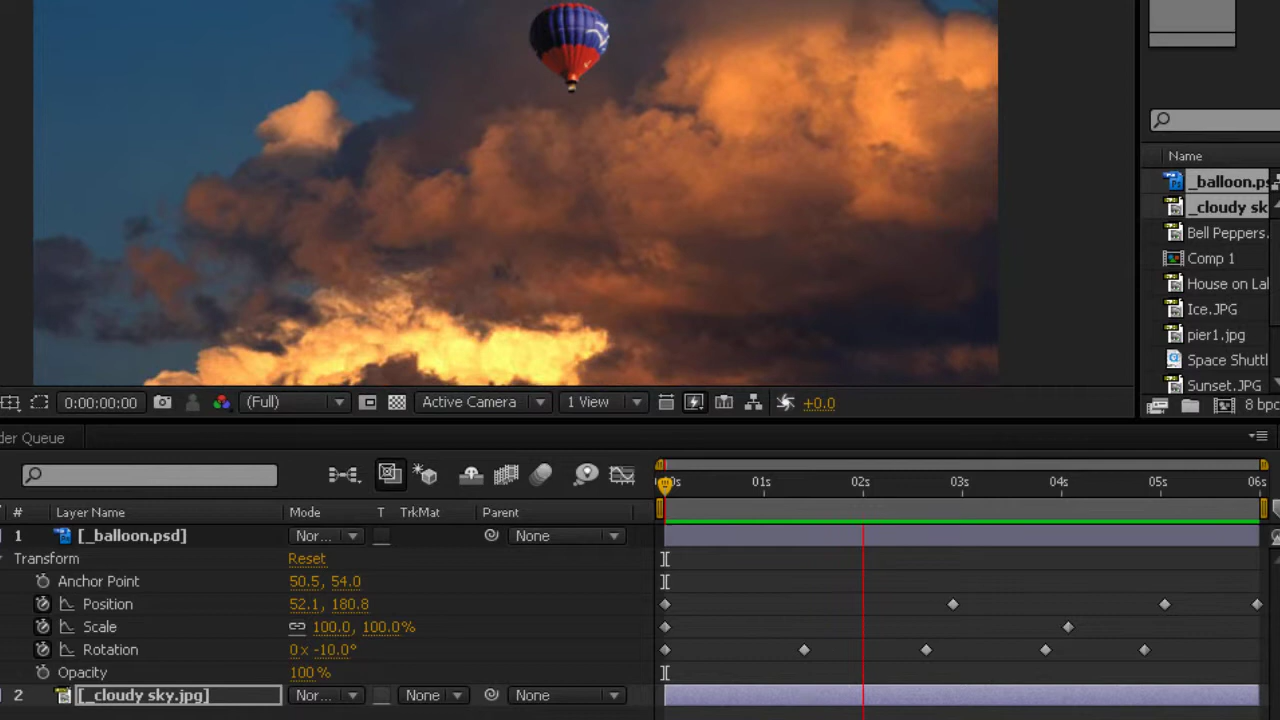 Name
_balloon.ps
_cloudy sk
Bell Peppers.
Comp 1
House on Lal
Ice.JPG
pier1.jpg
Space Shuttl
Sunset.JPG
0:00:00:00 (Full) Active Camera 1 View +0.0 8 bpc
der Queue
00s 01s 02s 03s 04s 05s 06s
# Layer Name Mode T TrkMat Parent
1 [_balloon.psd] Nor... None
Transform Reset
Anchor Point 50.5, 54.0
Position 52.1, 180.8
Scale 100.0, 100.0%
Rotation 0x -10.0°
Opacity 100%
2 [_cloudy sky.jpg] Nor... None None